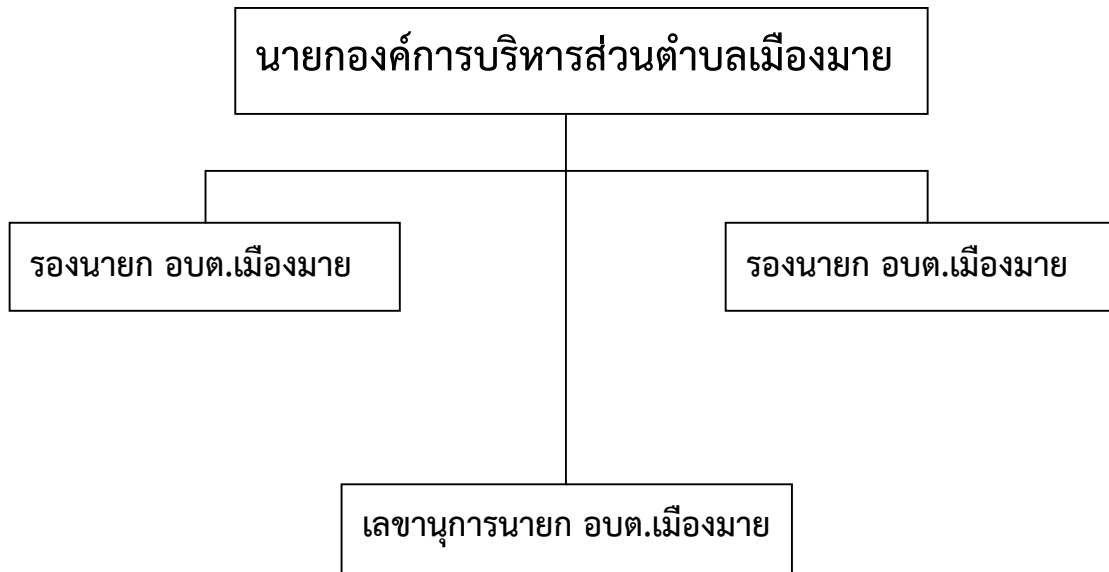 นายกองค์การบริหารส่วนตำบลเมืองมาย
รองนายก อบต.เมืองมาย
รองนายก อบต.เมืองมาย
เลขานุการนายก อบต.เมืองมาย